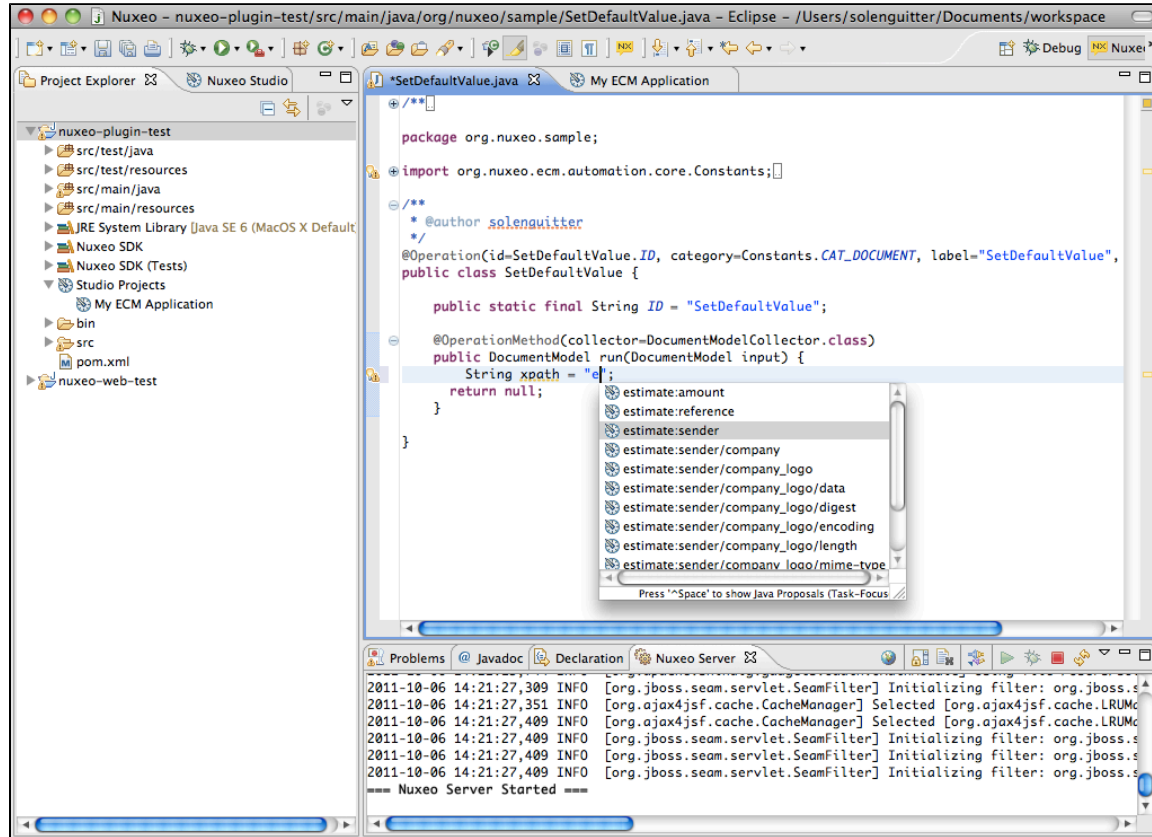 Nuxeo – nuxeo-plugin-test/src/main/java/org/nuxeo/sample/SetDefaultValue.java – Eclipse – /Users/solenguitter/Documents/workspace
Debug
Nuxeo
Project Explorer
Nuxeo Studio
nuxeo-plugin-test
src/test/java
src/test/resources
src/main/java
src/main/resources
JRE System Library [Java SE 6 (MacOS X Default
Nuxeo SDK
Nuxeo SDK (Tests)
Studio Projects
My ECM Application
bin
src
pom.xml
nuxeo-web-test
*SetDefaultValue.java
My ECM Application
/**
package org.nuxeo.sample;
import org.nuxeo.ecm.automation.core.Constants;
/**
* @author solenguitter
*/
@Operation(id=SetDefaultValue.ID, category=Constants.CAT_DOCUMENT, label="SetDefaultValue",
public class SetDefaultValue {
public static final String ID = "SetDefaultValue";
@OperationMethod(collector=DocumentModelCollector.class)
public DocumentModel run(DocumentModel input) {
String xpath = "e";
return null;
}
}
estimate:amount
estimate:reference
estimate:sender
estimate:sender/company
estimate:sender/company_logo
estimate:sender/company_logo/data
estimate:sender/company_logo/digest
estimate:sender/company_logo/encoding
estimate:sender/company_logo/length
estimate:sender/company_logo/mime-type
Press '^Space' to show Java Proposals (Task-Focus
Problems
@ Javadoc
Declaration
Nuxeo Server
2011-10-06 14:21:27,309 INFO [org.jboss.seam.servlet.SeamFilter] Initializing filter: org.jboss.s
2011-10-06 14:21:27,351 INFO [org.ajax4jsf.cache.CacheManager] Selected [org.ajax4jsf.cache.LRUMa
2011-10-06 14:21:27,409 INFO [org.ajax4jsf.cache.CacheManager] Selected [org.ajax4jsf.cache.LRUMa
2011-10-06 14:21:27,409 INFO [org.jboss.seam.servlet.SeamFilter] Initializing filter: org.jboss.s
2011-10-06 14:21:27,409 INFO [org.jboss.seam.servlet.SeamFilter] Initializing filter: org.jboss.s
2011-10-06 14:21:27,409 INFO [org.jboss.seam.servlet.SeamFilter] Initializing filter: org.jboss.s
=== Nuxeo Server Started ===